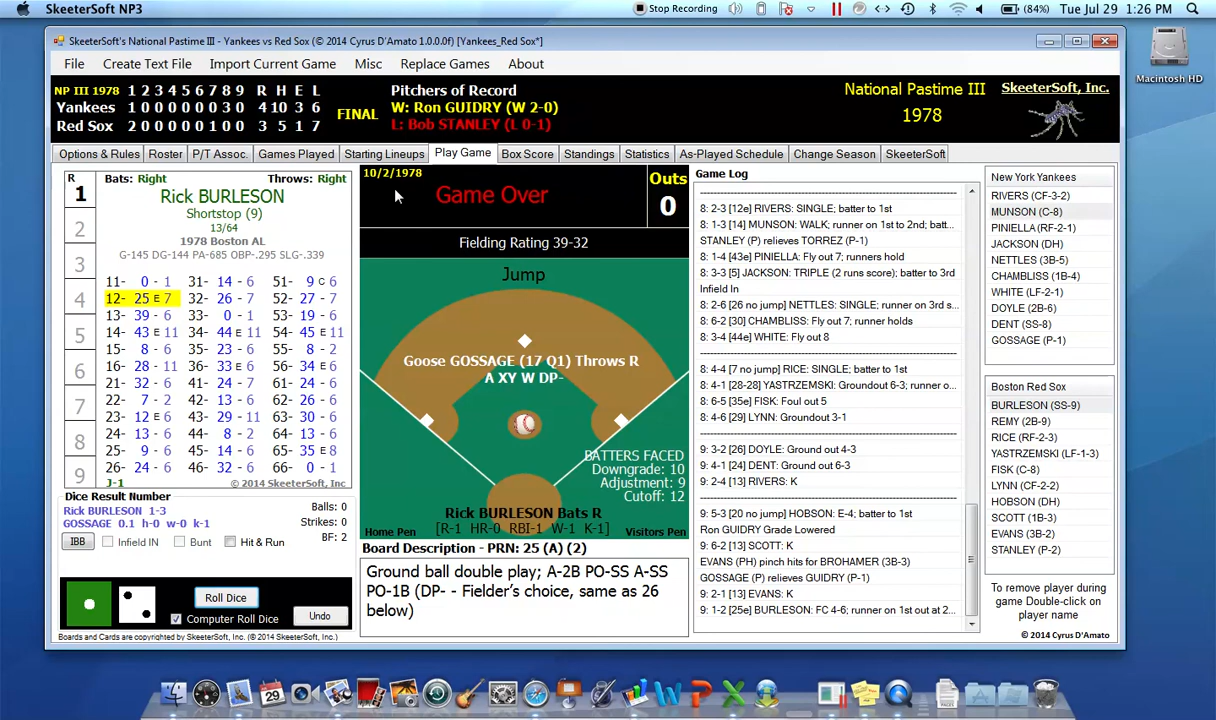 SkeeterSoft NP3
Stop Recording
(84%)
Tue Jul 29 1:26 PM
SkeeterSoft's National Pastime III - Yankees vs Red Sox (© 2014 Cyrus D'Amato 1.0.0.0f) [Yankees_Red Sox*]
Macintosh HD
File Create Text File Import Current Game Misc Replace Games About
NP III 1978 1 2 3 4 5 6 7 8 9 R H E L
Yankees 1 0 0 0 0 0 0 3 0 4 10 3 6
Red Sox 2 0 0 0 0 0 1 0 0 3 5 1 7
FINAL
Pitchers of Record
W: Ron GUIDRY (W 2-0)
L: Bob STANLEY (L 0-1)
National Pastime III
1978
SkeeterSoft, Inc.
Options & Rules Roster P/T Assoc. Games Played Starting Lineups Play Game Box Score Standings Statistics As-Played Schedule Change Season SkeeterSoft
R
1
2
3
4
5
6
7
8
9
Bats: Right Throws: Right
Rick BURLESON
Shortstop (9)
13/64
1978 Boston AL
G-145 DG-144 PA-685 OBP-.295 SLG-.339
11- 0 - 1 31- 14 - 6 51- 9 C 6
12- 25 E 7 32- 26 - 7 52- 27 - 7
13- 39 - 6 33- 0 - 1 53- 19 - 6
14- 43 E 11 34- 44 E 11 54- 45 E 11
15- 8 - 6 35- 23 - 6 55- 8 - 2
16- 28 - 11 36- 33 E 6 56- 34 E 6
21- 32 - 6 41- 24 - 7 61- 24 - 6
22- 7 - 2 42- 13 - 6 62- 26 - 6
23- 12 E 6 43- 29 - 11 63- 30 - 6
24- 13 - 6 44- 8 - 2 64- 13 - 6
25- 9 - 6 45- 14 - 6 65- 35 E 8
26- 24 - 6 46- 32 - 6 66- 0 - 1
J-1
© 2014 SkeeterSoft, Inc
Dice Result Number
Rick BURLESON 1-3
GOSSAGE 0.1 h-0 w-0 k-1
Balls: 0
Strikes: 0
BF: 2
IBB Infield IN Bunt Hit & Run
Roll Dice
Computer Roll Dice
Undo
Boards and Cards are copyrighted by SkeeterSoft, Inc. (© 2014 SkeeterSoft, Inc.)
10/2/1978
Game Over
Outs
0
Fielding Rating 39-32
Jump
Goose GOSSAGE (17 Q1) Throws R
A XY W DP-
BATTERS FACED
Downgrade: 10
Adjustment: 9
Cutoff: 12
Rick BURLESON Bats R
[R-1 HR-0 RBI-1 W-1 K-1]
Home Pen
Visitors Pen
Board Description - PRN: 25 (A) (2)
Ground ball double play; A-2B PO-SS A-SS
PO-1B (DP- - Fielder's choice, same as 26
below)
Game Log
8: 2-3 [12e] RIVERS: SINGLE; batter to 1st
8: 1-3 [14] MUNSON: WALK; runner on 1st to 2nd; batt...
STANLEY (P) relieves TORREZ (P-1)
8: 1-4 [43e] PINIELLA: Fly out 7; runners hold
8: 3-3 [5] JACKSON: TRIPLE (2 runs score); batter to 3rd
Infield In
8: 2-6 [26 no jump] NETTLES: SINGLE; runner on 3rd s...
8: 6-2 [30] CHAMBLISS: Fly out 7; runner holds
8: 3-4 [44e] WHITE: Fly out 8
8: 4-4 [7 no jump] RICE: SINGLE; batter to 1st
8: 4-1 [28-28] YASTRZEMSKI: Groundout 6-3; runner o...
8: 6-5 [35e] FISK: Foul out 5
8: 4-6 [29] LYNN: Groundout 3-1
9: 3-2 [26] DOYLE: Ground out 4-3
9: 4-1 [24] DENT: Ground out 6-3
9: 2-4 [13] RIVERS: K
9: 5-3 [20 no jump] HOBSON: E-4; batter to 1st
Ron GUIDRY Grade Lowered
9: 6-2 [13] SCOTT: K
EVANS (PH) pinch hits for BROHAMER (3B-3)
GOSSAGE (P) relieves GUIDRY (P-1)
9: 2-1 [13] EVANS: K
9: 1-2 [25e] BURLESON: FC 4-6; runner on 1st out at 2...
New York Yankees
RIVERS (CF-3-2)
MUNSON (C-8)
PINIELLA (RF-2-1)
JACKSON (DH)
NETTLES (3B-5)
CHAMBLISS (1B-4)
WHITE (LF-2-1)
DOYLE (2B-6)
DENT (SS-8)
GOSSAGE (P-1)
Boston Red Sox
BURLESON (SS-9)
REMY (2B-9)
RICE (RF-2-3)
YASTRZEMSKI (LF-1-3)
FISK (C-8)
LYNN (CF-2-2)
HOBSON (DH)
SCOTT (1B-3)
EVANS (3B-2)
STANLEY (P-2)
To remove player during
game Double-click on
player name
© 2014 Cyrus D'Amato